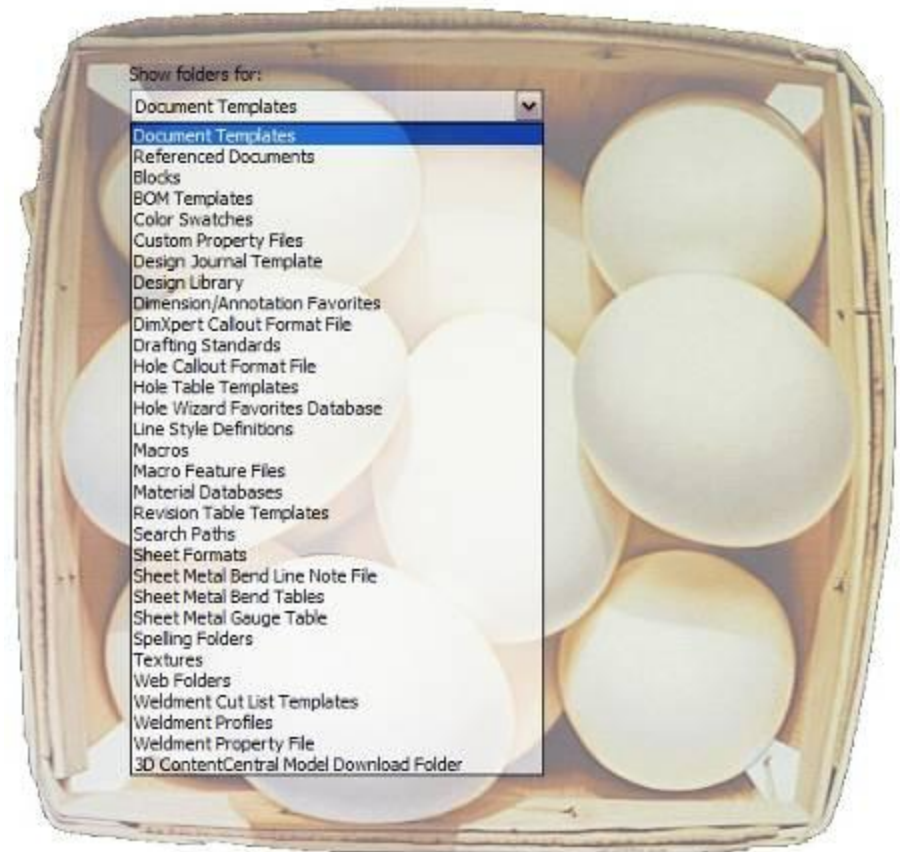 Show folders for:
Document Templates
Document Templates
Referenced Documents
Blocks
BOM Templates
Color Swatches
Custom Property Files
Design Journal Template
Design Library
Dimension/Annotation Favorites
DimXpert Callout Format File
Drafting Standards
Hole Callout Format File
Hole Table Templates
Hole Wizard Favorites Database
Line Style Definitions
Macros
Macro Feature Files
Material Databases
Revision Table Templates
Search Paths
Sheet Formats
Sheet Metal Bend Line Note File
Sheet Metal Bend Tables
Sheet Metal Gauge Table
Spelling Folders
Textures
Web Folders
Weldment Cut List Templates
Weldment Profiles
Weldment Property File
3D ContentCentral Model Download Folder